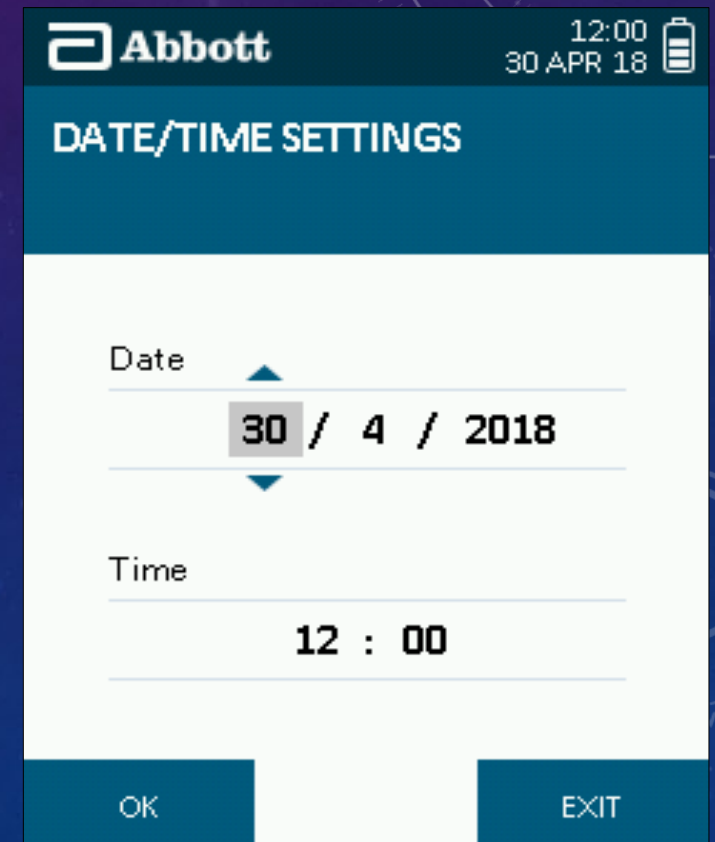 Abbott
12:00
30 APR 18
DATE/TIME SETTINGS
Date
30 / 4 / 2018
Time
12 : 00
OK
EXIT